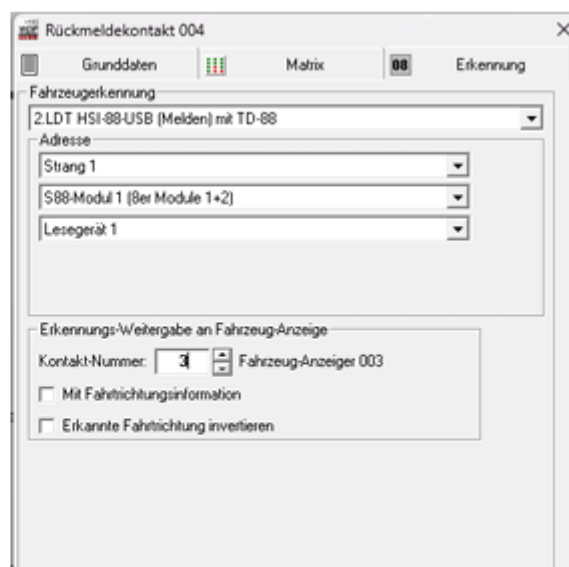 Rückmeldekontakt 004
Grunddaten
Matrix
88
Erkennung
Fahrzeugerkennung
2.LDT HSI-88-USB (Melden) mit TD-88
Adresse
Strang 1
S88-Modul 1 (8er Module 1+2)
Lesegerät 1
Erkennungs-Weitergabe an Fahrzeug-Anzeige
Kontakt-Nummer: 3 Fahrzeug-Anzeiger 003
Mit Fahrtrichtungsinformation
Erkannte Fahrtrichtung invertieren